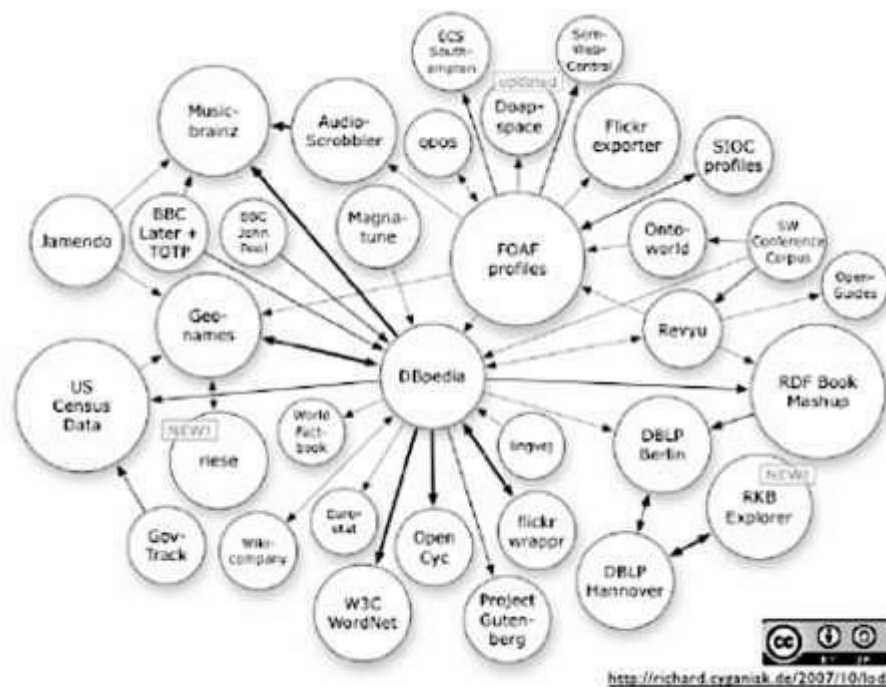 ECS
South-
ampton
Sem-
Web-
Central
updated
Doap-
space
Music-
brainz
Audio-
Scrobbler
QDOS
Flickr
exporter
SIOC
profiles
BBC
Later +
TOTP
BBC
John
Peel
Magna-
tune
Jamendo
FOAF
profiles
Onto-
world
SW
Conference
Corpus
Open-
Guides
Geo-
names
Revyu
US
Census
Data
DBpedia
RDF Book
Mashup
NEW!
riese
World
Fact-
book
lingvoj
DBLP
Berlin
NEW!
RKB
Explorer
Gov-
Track
Wiki-
company
Euro-
stat
Open
Cyc
flickr
wrappr
DBLP
Hannover
W3C
WordNet
Project
Guten-
berg
cc
BY
http://richard.cyganiak.de/2007/10/lod